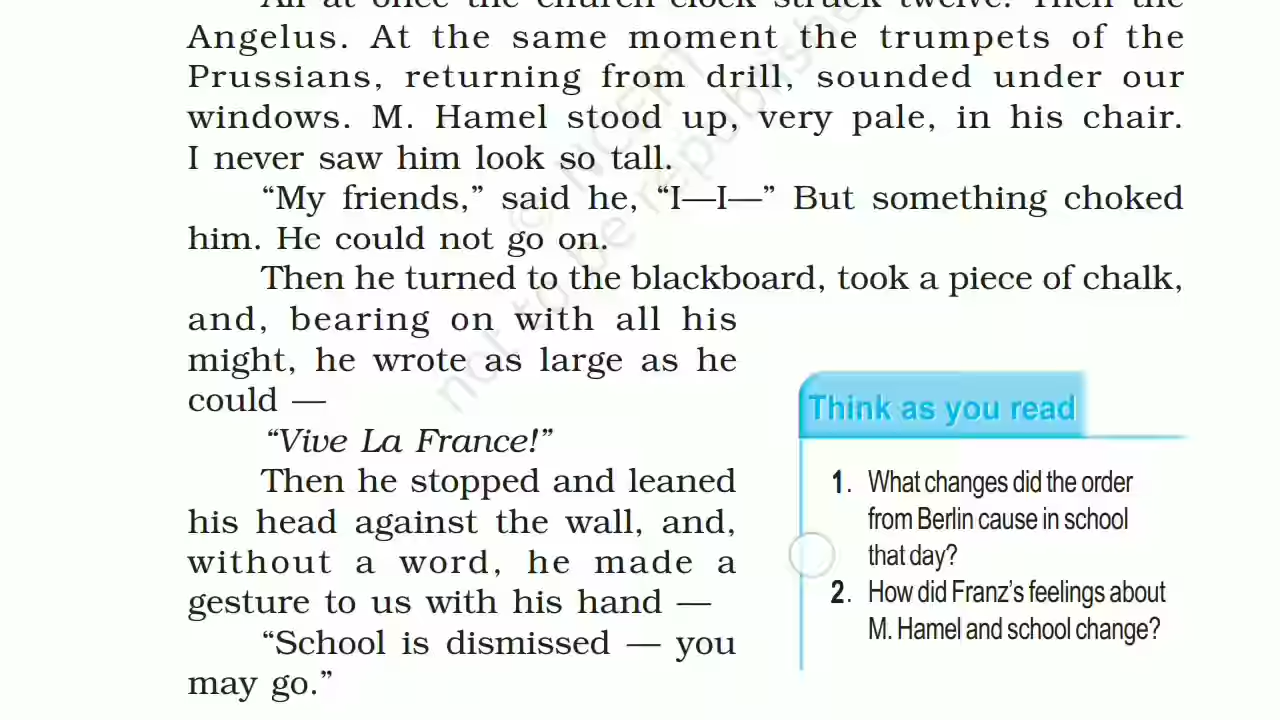 All at once the church clock struck twelve. Then the
Angelus. At the same moment the trumpets of the
Prussians, returning from drill, sounded under our
windows. M. Hamel stood up, very pale, in his chair.
I never saw him look so tall.
“My friends,” said he, “I—I—” But something choked
him. He could not go on.
Then he turned to the blackboard, took a piece of chalk,
and, bearing on with all his
might, he wrote as large as he
could —
“Vive La France!”
Then he stopped and leaned
his head against the wall, and,
without a word, he made a
gesture to us with his hand —
“School is dismissed — you
may go.”
Think as you read
1. What changes did the order
from Berlin cause in school
that day?
2. How did Franz’s feelings about
M. Hamel and school change?
© NCERT
not to be republished